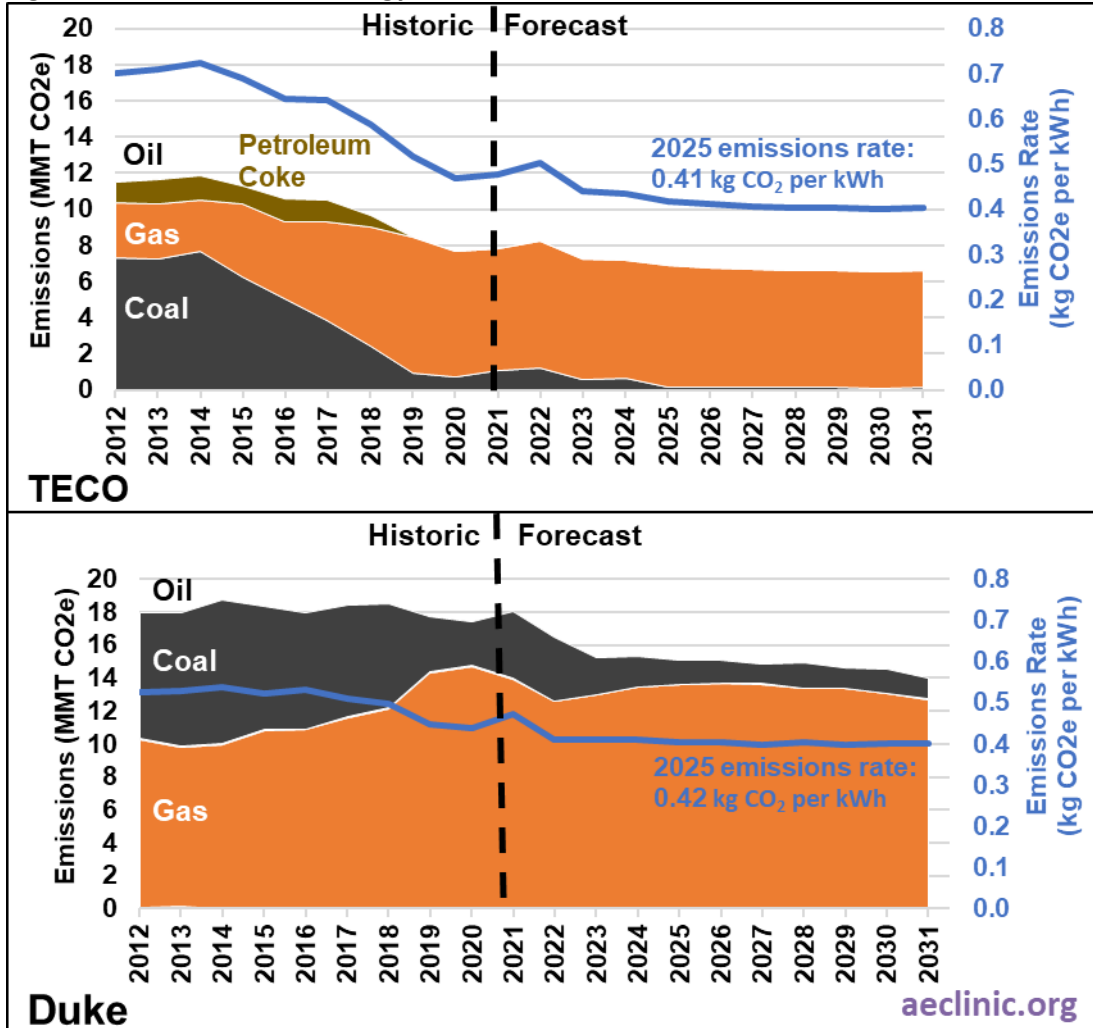 Historic Forecast
20
18
16
14
12
10
8
6
4
2
0
Emissions (MMT CO2e)
Oil
Petroleum
Coke
Gas
Coal
2025 emissions rate:
0.41 kg CO₂ per kWh
0.8
0.7
0.6
0.5
0.4
0.3
0.2
0.1
0.0
Emissions Rate
(kg CO2e per kWh)
2012 2013 2014 2015 2016 2017 2018 2019 2020 2021 2022 2023 2024 2025 2026 2027 2028 2029 2030 2031
TECO
Historic Forecast
20
18
16
14
12
10
8
6
4
2
0
Emissions (MMT CO2e)
Oil
Coal
Gas
2025 emissions rate:
0.42 kg CO₂ per kWh
0.8
0.7
0.6
0.5
0.4
0.3
0.2
0.1
0.0
Emissions Rate
(kg CO2e per kWh)
2012 2013 2014 2015 2016 2017 2018 2019 2020 2021 2022 2023 2024 2025 2026 2027 2028 2029 2030 2031
Duke
aeclinic.org